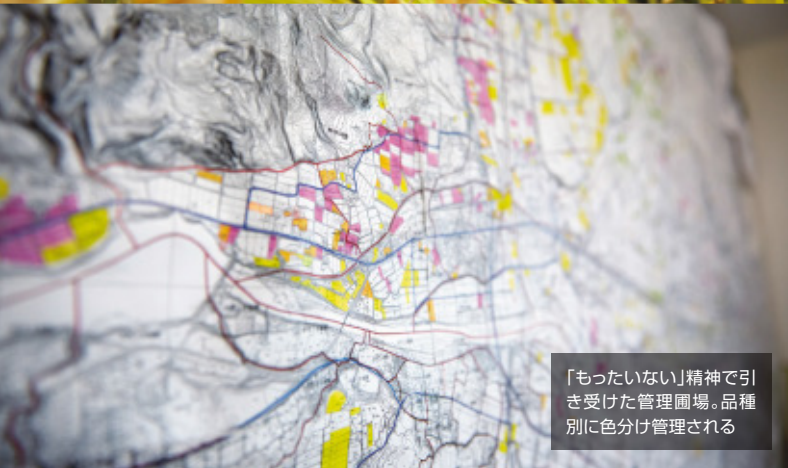 「もったいない」精神で引
き受けた管理圃場。品種
別に色分け管理される